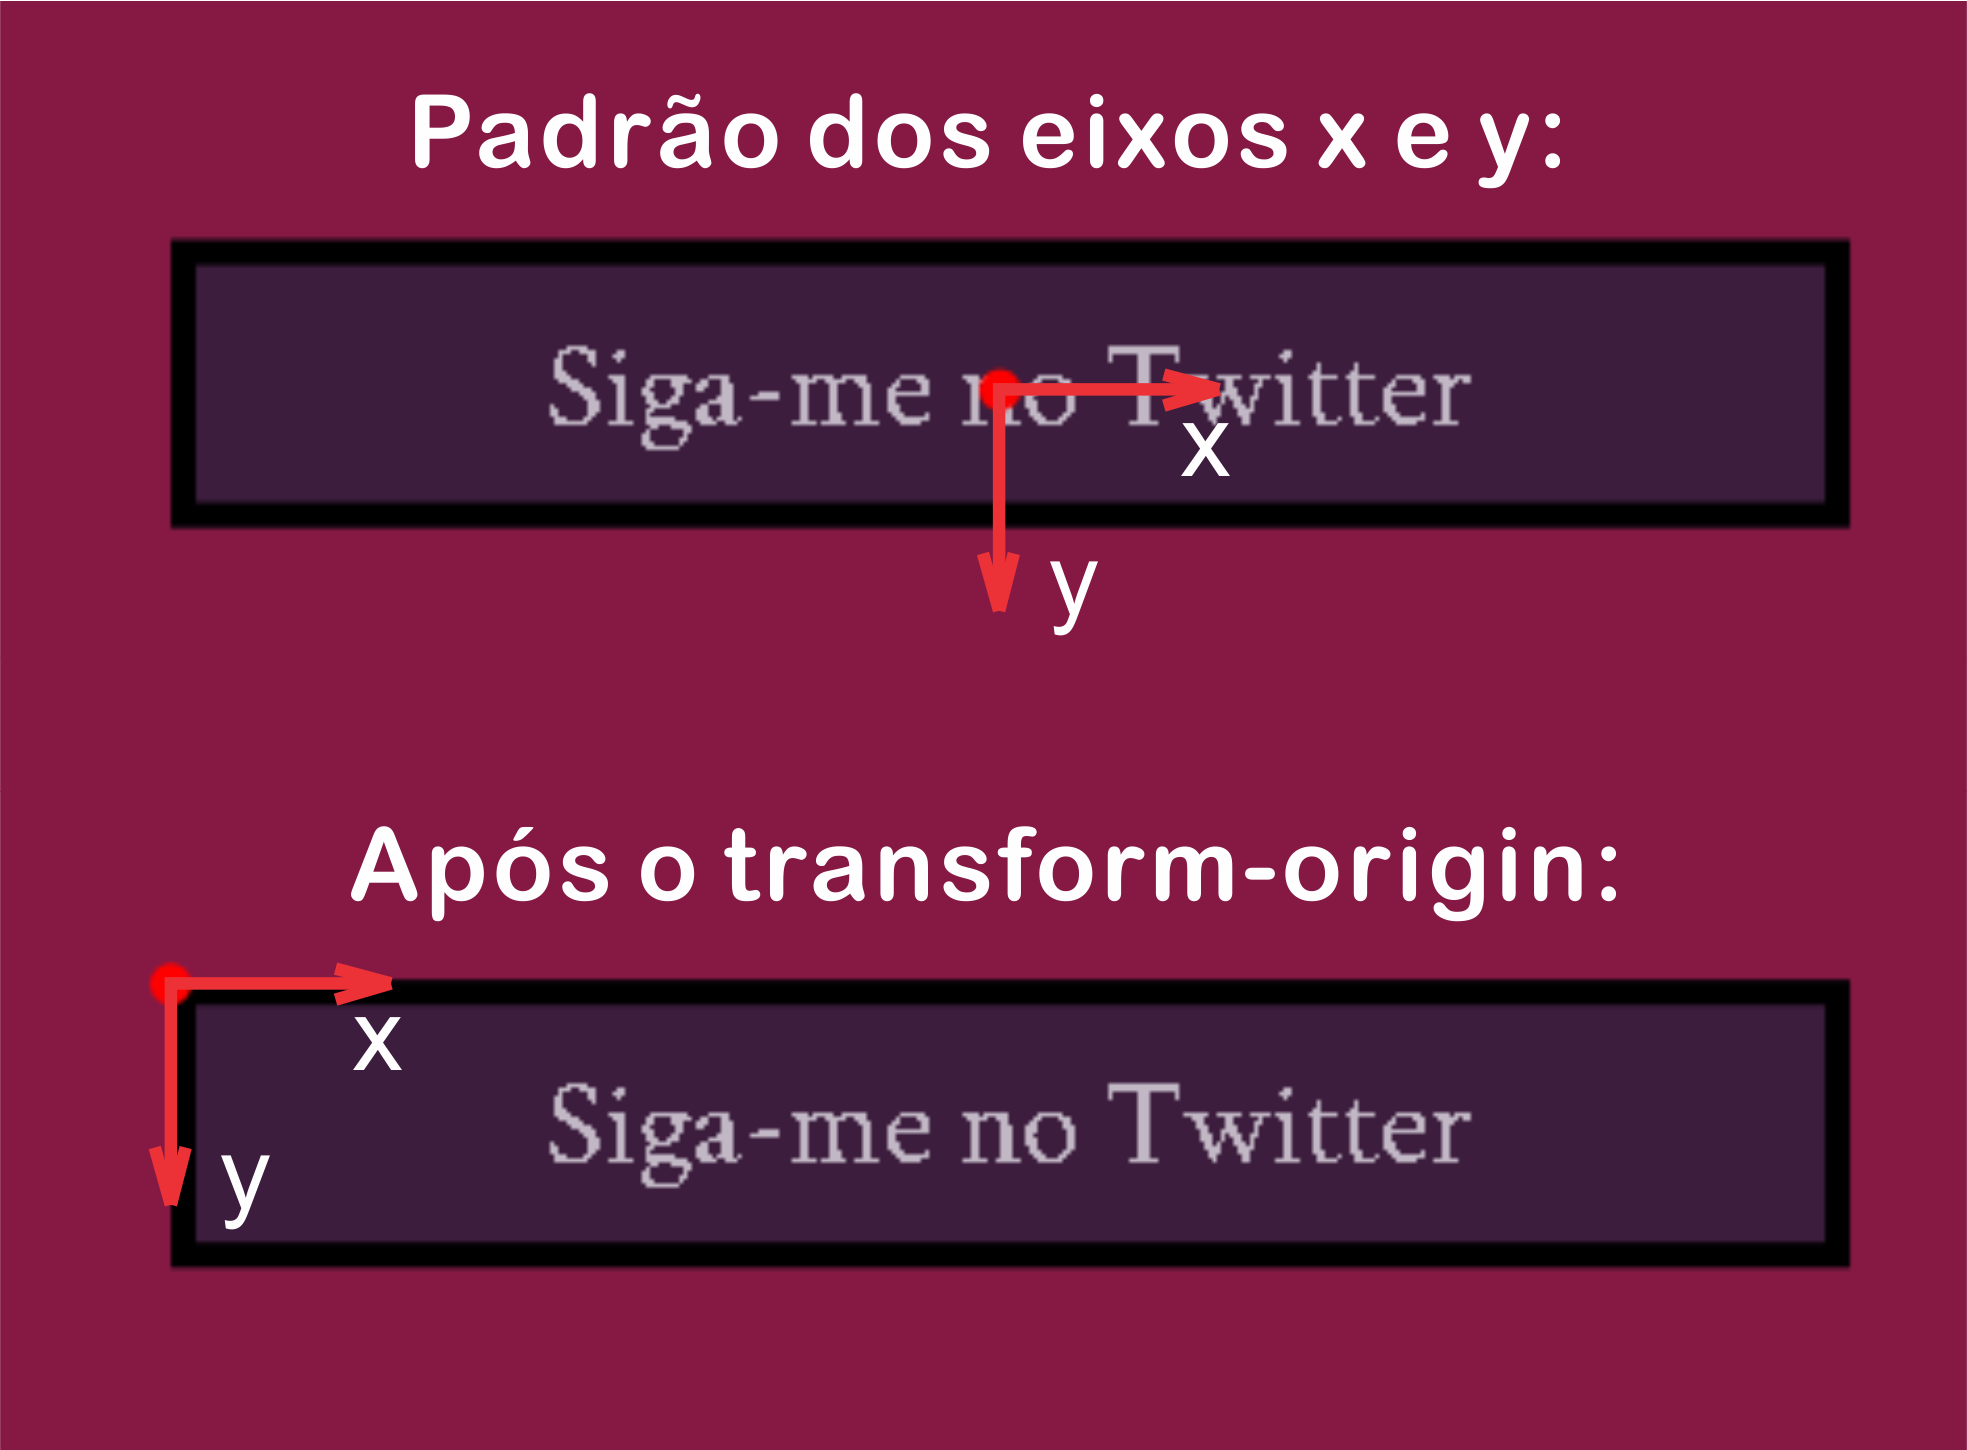 Padrão dos eixos x e y:
Siga-me no Twitter
x
y
Após o transform-origin:
x
Siga-me no Twitter
y